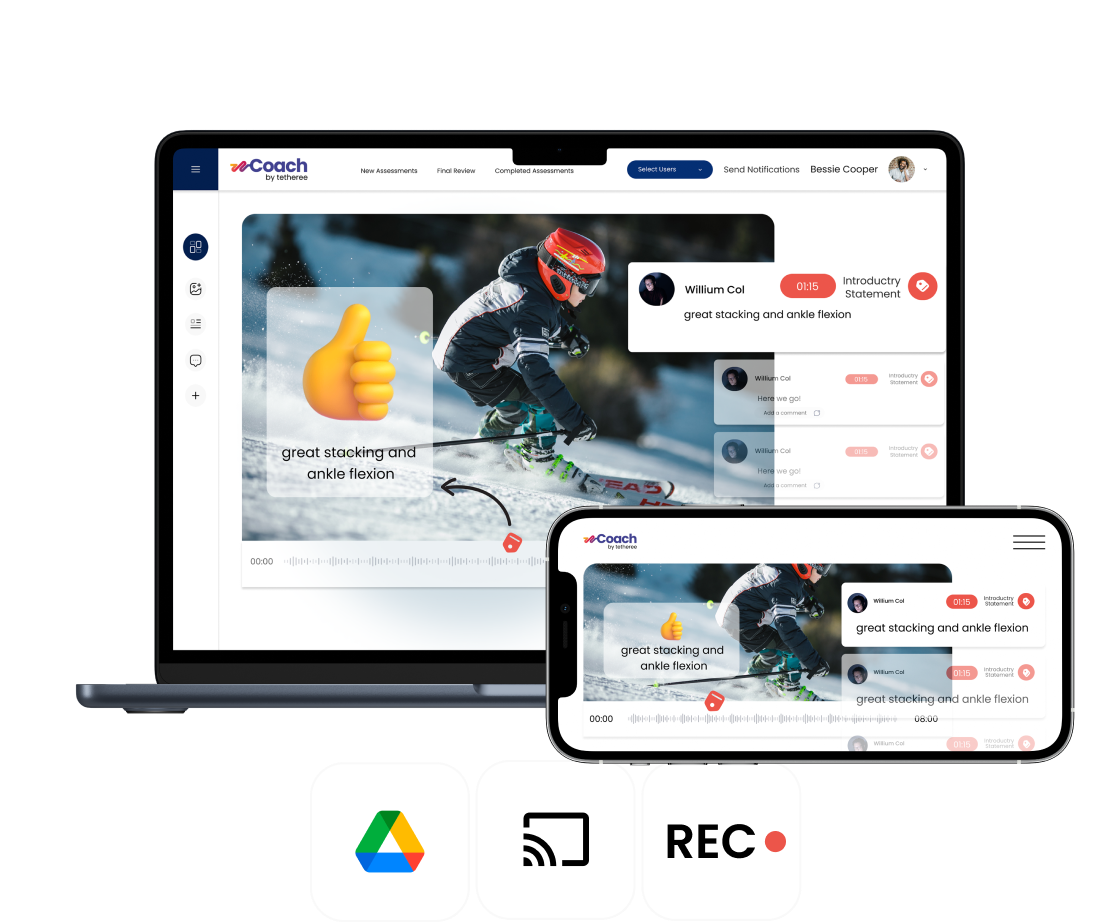 Coach
by tetheree
New Assessments
Final Review
Completed Assessments
Select Users
Send Notifications
Bessie Cooper
Willium Col
01:15
Introductry
Statement
great stacking and ankle flexion
great stacking and
ankle flexion
Willium Col
01:15
Introductry
Statement
Here we go!
Add a comment
Willium Col
01:15
Introductry
Statement
Here we go!
Add a comment
HEAD
00:00
Coach
by tetheree
Willium Col
01:15
Introductry
Statement
great stacking and ankle flexion
great stacking and
ankle flexion
Willium Col
01:15
Introductry
Statement
great stacking and ankle flexion
00:00
08:00
Willium Col
01:15
Introductry
Statement
REC